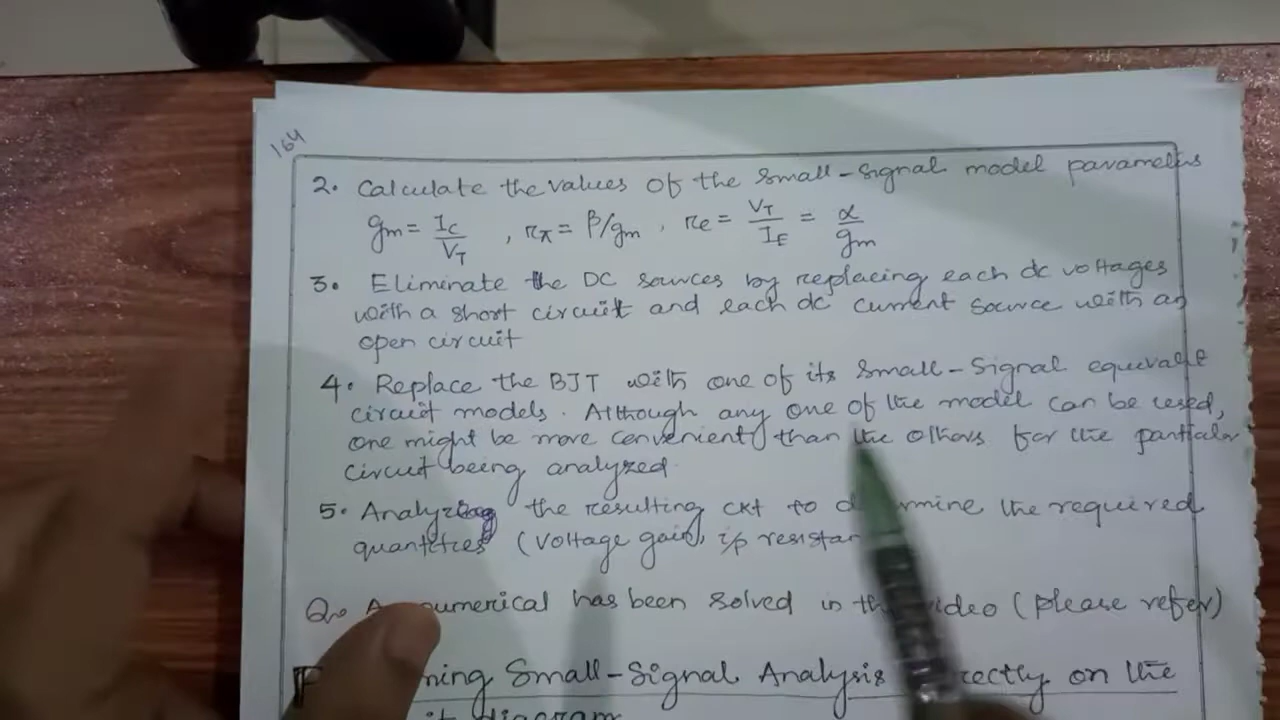 164
2. Calculate the values of the small-signal model parameters
gm = IC/VT , rπ = β/gm , re = VT/IE = α/gm
3. Eliminate the DC sources by replacing each dc voltages
with a short circuit and each dc current source with an
open circuit
4. Replace the BJT with one of its small-signal equivalent
circuit models. Although any one of the model can be used,
one might be more convenient than the others for the
circuit being analyzed.
5. the resulting ckt to the required
quantities (voltage gain, i/p
Q. numerical has been solved in the video (please refer)
Small-Signal Analysis on the
diagram